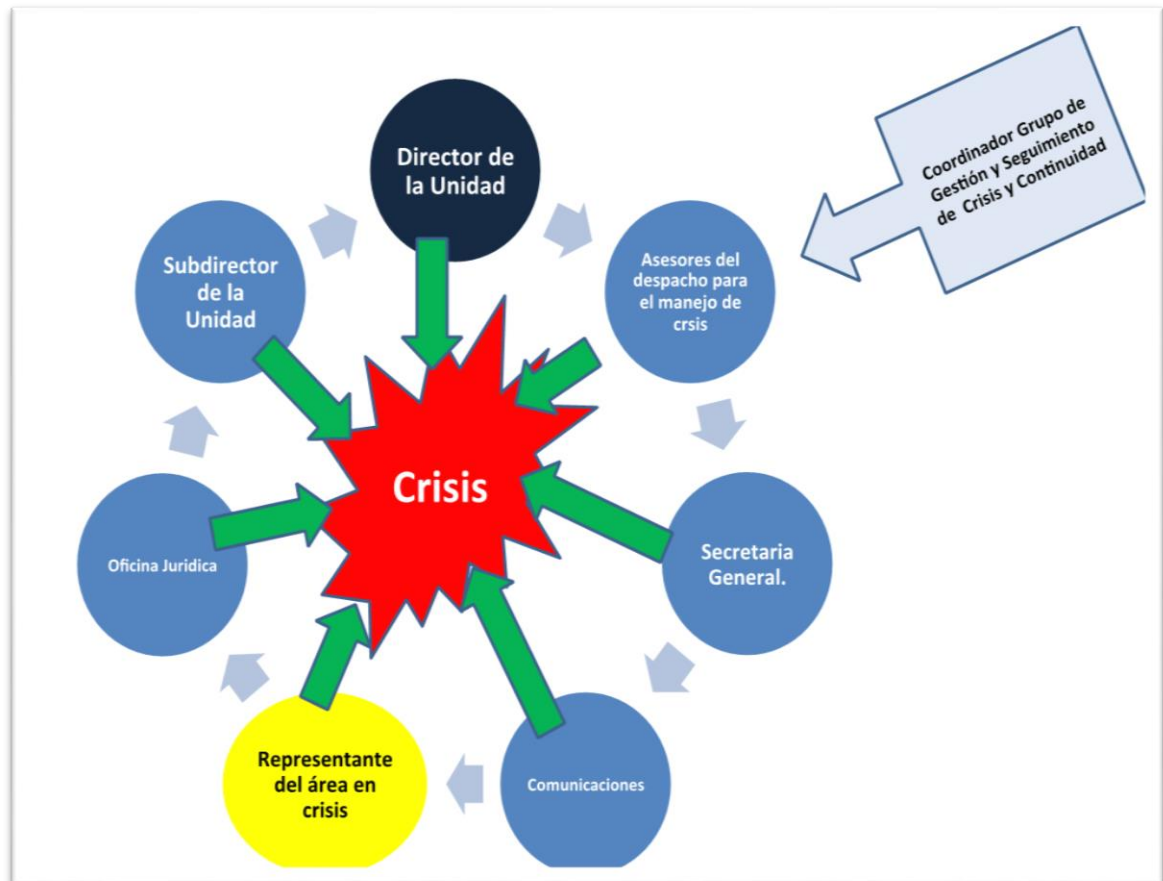 Director de
la Unidad
Coordinador Grupo de
Gestión y Seguimiento
de Crisis y Continuidad
Asesores del
despacho para
el manejo de
crsis
Secretaria
General.
Comunicaciones
Representante
del área en
crisis
Oficina Juridica
Subdirector
de la
Unidad
Crisis